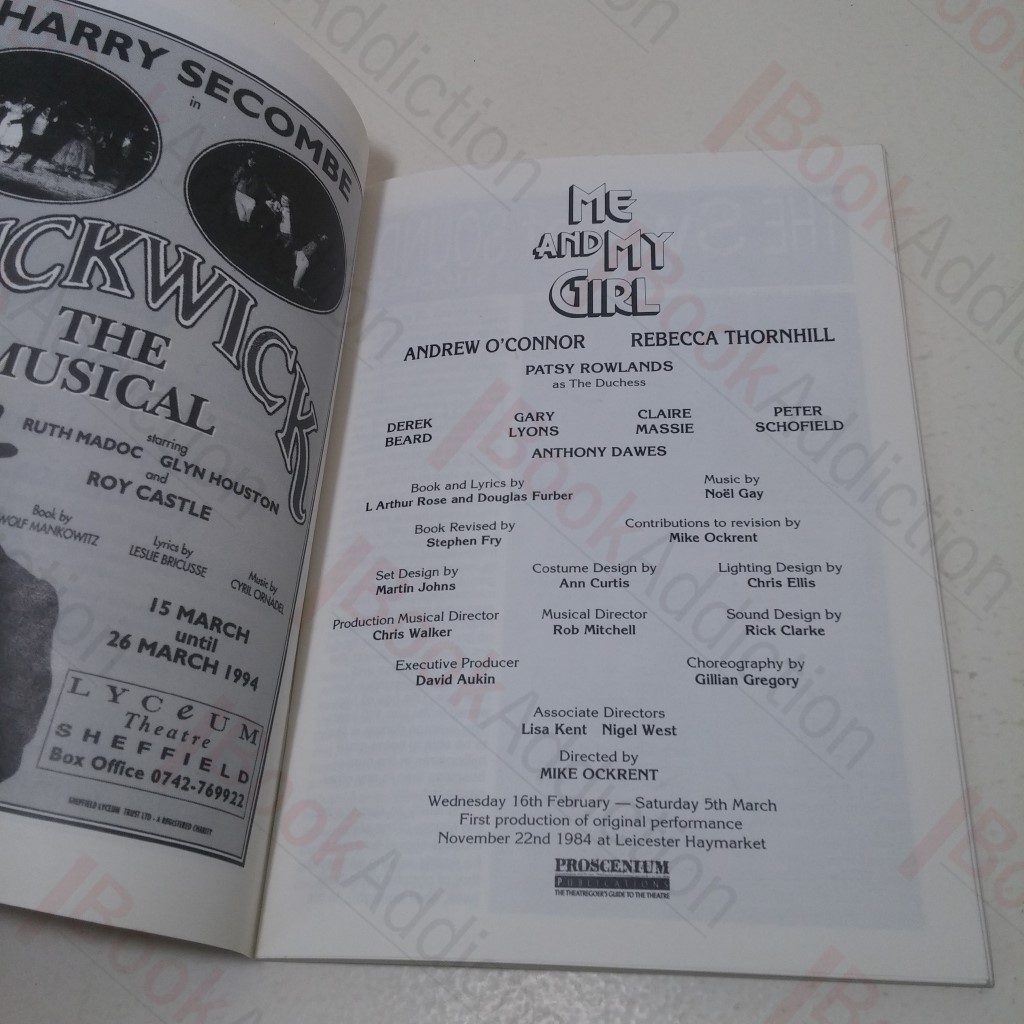 HARRY SECOMBE
in
ICKWICK
THE
MUSICAL
starring
RUTH MADOC GLYN HOUSTON
and
ROY CASTLE
Book by
WOLF MANKOWITZ
Lyrics by
LESLIE BRICUSSE
Music by
CYRIL ORNADEL
15 MARCH
until
26 MARCH 1994
LYCeUM
Theatre
SHEFFIELD
Box Office 0742-769922
SHEFFIELD LYCEUM TRUST LTD - A REGISTERED CHARITY
ME
AND MY
GIRL
ANDREW O'CONNOR REBECCA THORNHILL
PATSY ROWLANDS
as The Duchess
DEREK
BEARD
GARY
LYONS
CLAIRE
MASSIE
PETER
SCHOFIELD
ANTHONY DAWES
Book and Lyrics by
L Arthur Rose and Douglas Furber
Music by
Noël Gay
Book Revised by
Stephen Fry
Contributions to revision by
Mike Ockrent
Set Design by
Martin Johns
Costume Design by
Ann Curtis
Lighting Design by
Chris Ellis
Production Musical Director
Chris Walker
Musical Director
Rob Mitchell
Sound Design by
Rick Clarke
Executive Producer
David Aukin
Choreography by
Gillian Gregory
Associate Directors
Lisa Kent Nigel West
Directed by
MIKE OCKRENT
Wednesday 16th February — Saturday 5th March
First production of original performance
November 22nd 1984 at Leicester Haymarket
PROSCENIUM
PUBLICATIONS
THE THEATREGOER'S GUIDE TO THE THEATRE
BookAddiction